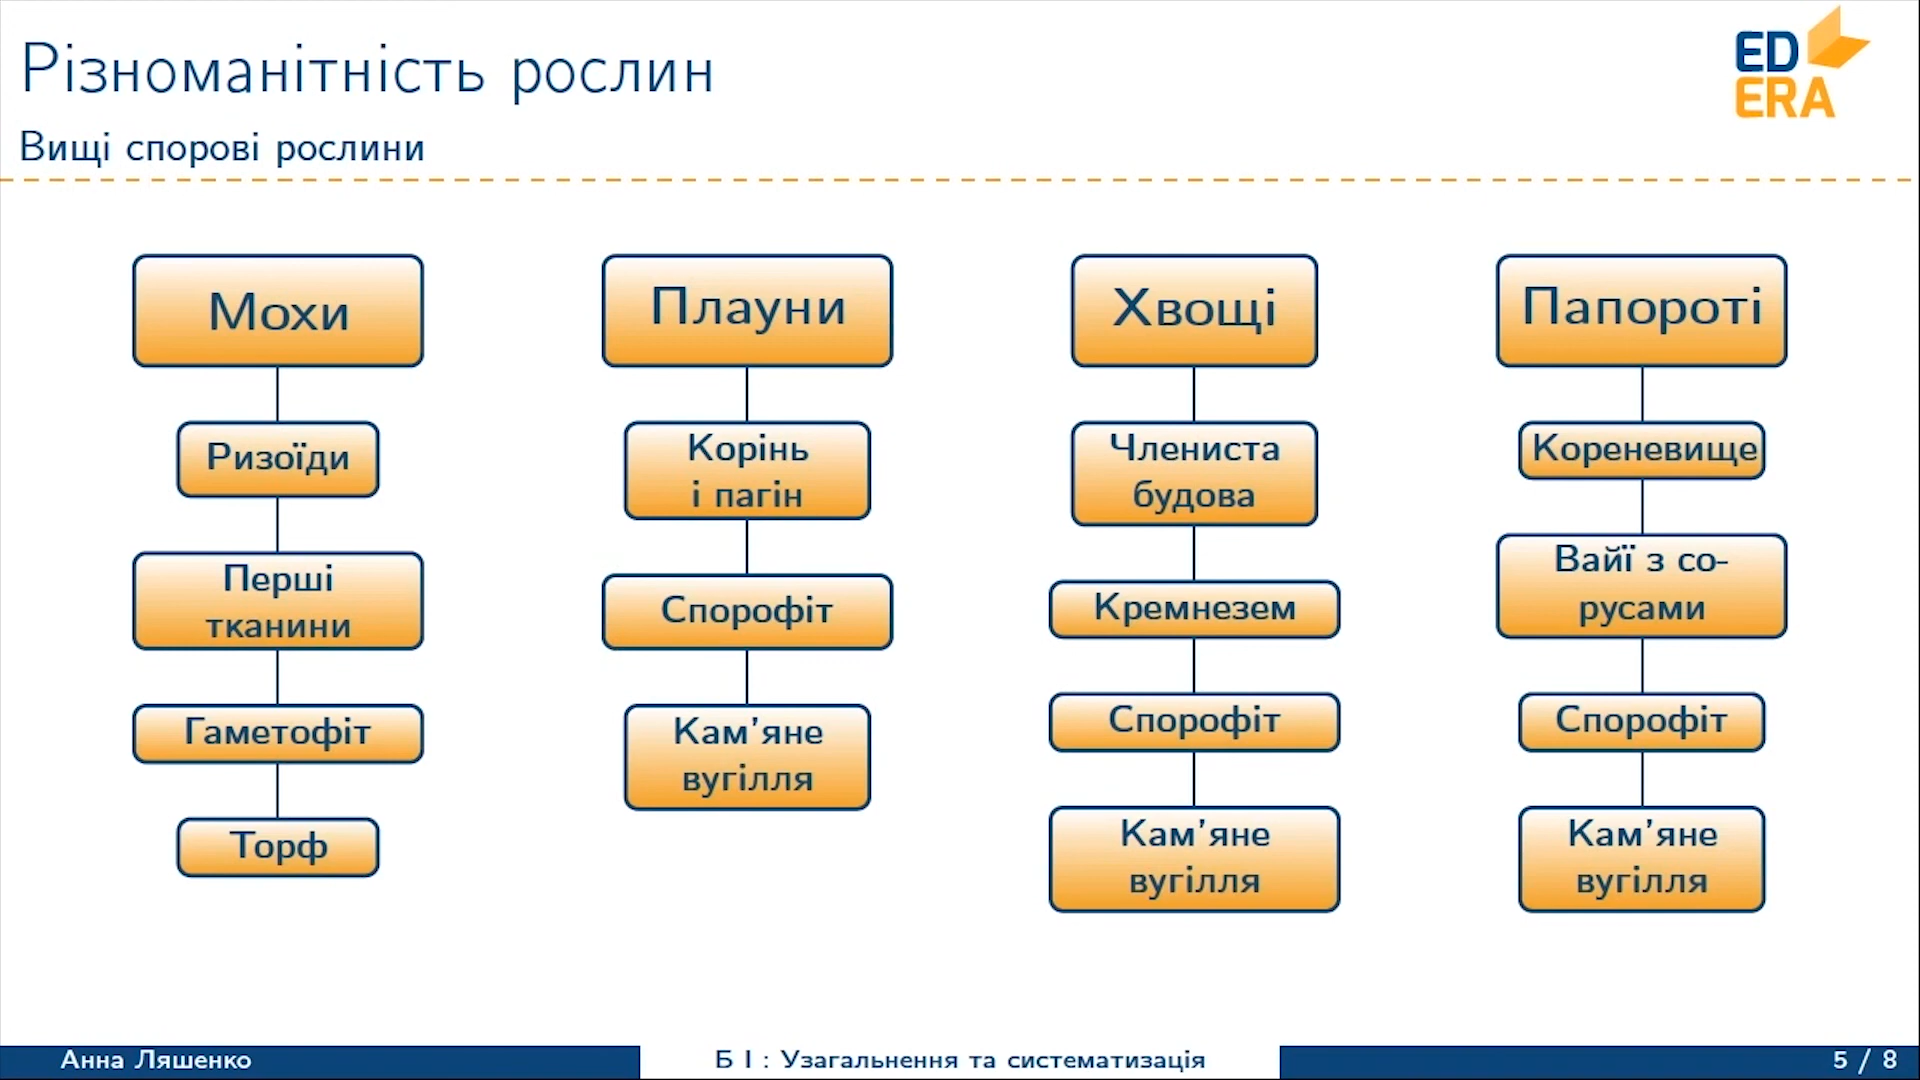 Різноманітність рослин
ED
ERA
Вищі спорові рослини
Мохи
Ризоїди
Перші
тканини
Гаметофіт
Торф
Плауни
Корінь
і пагін
Спорофіт
Кам'яне
вугілля
Хвощі
Члениста
будова
Кремнезем
Спорофіт
Кам'яне
вугілля
Папороті
Кореневище
Вайї з со-
русами
Спорофіт
Кам'яне
вугілля
Анна Ляшенко
Б І : Узагальнення та систематизація
5 / 8